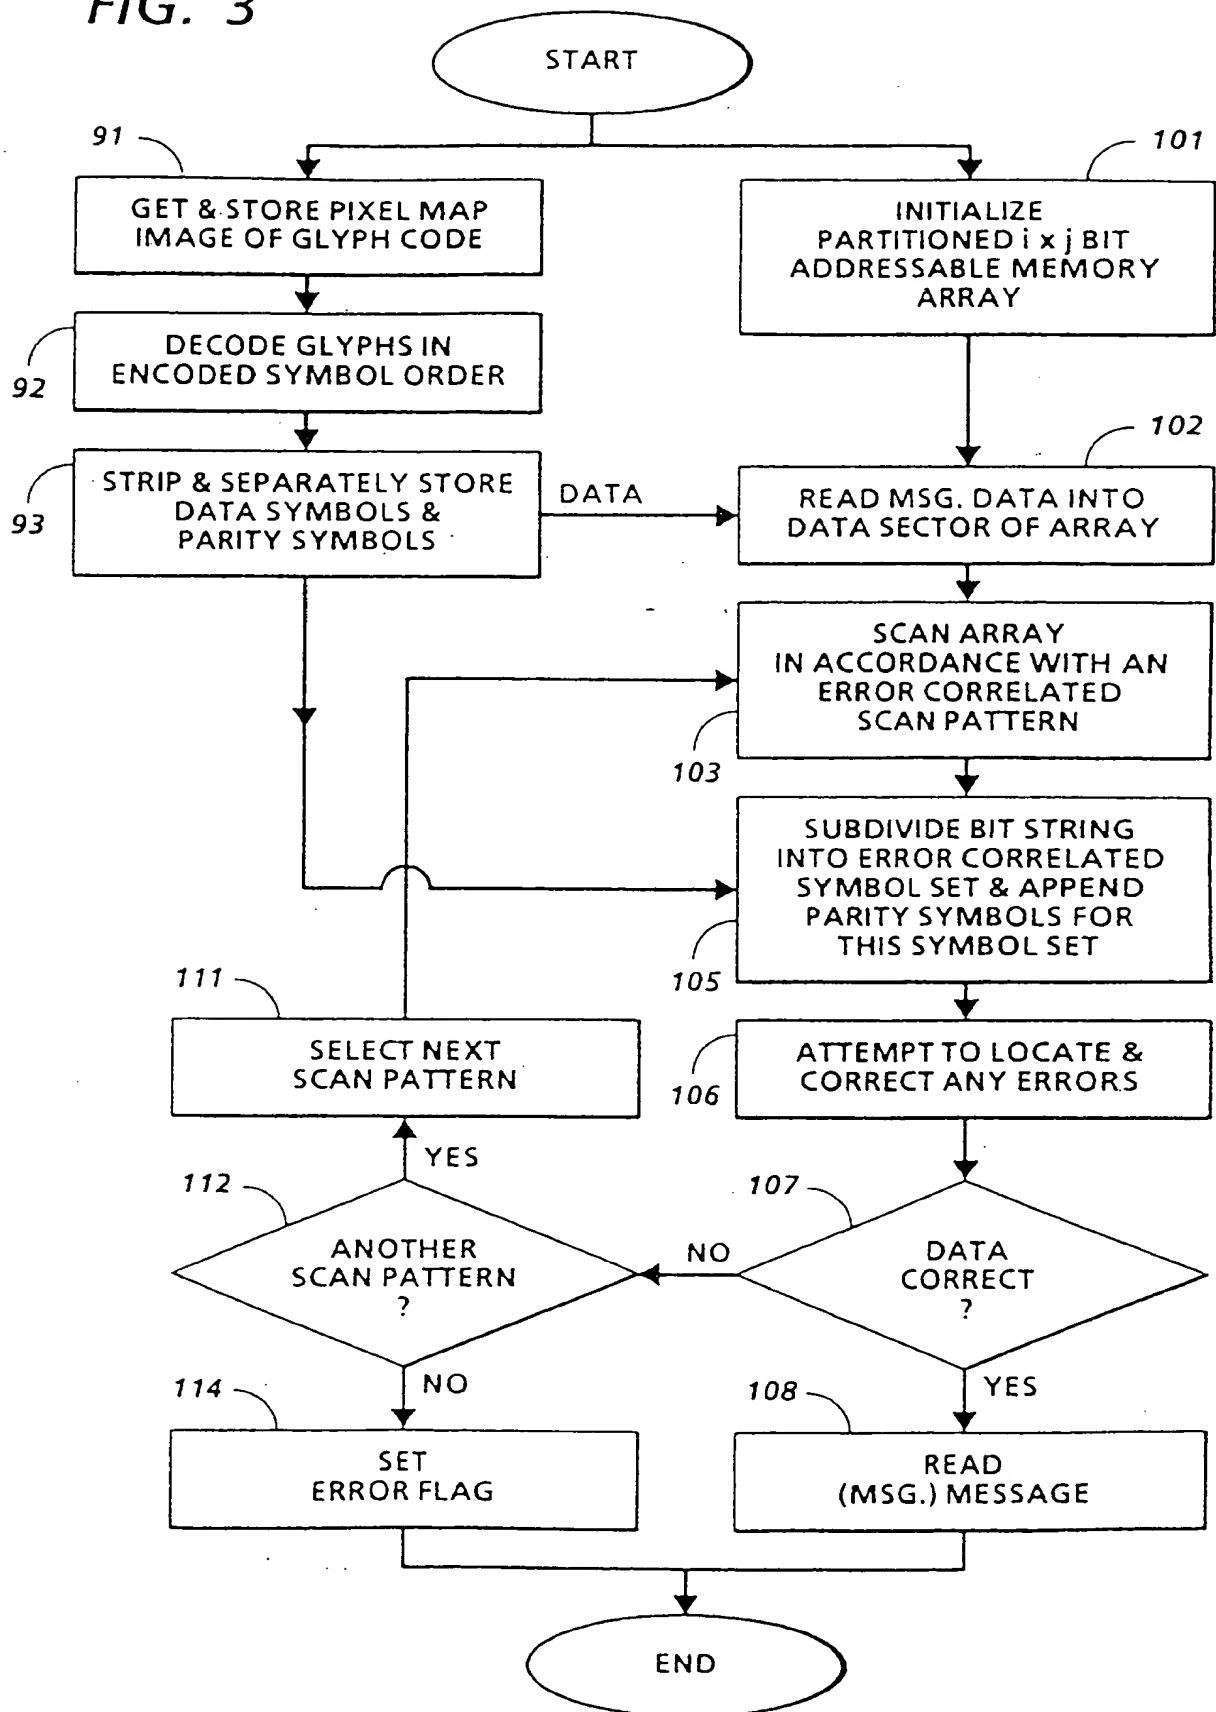 FIG. 3
START
91
GET & STORE PIXEL MAP
IMAGE OF GLYPH CODE
101
INITIALIZE
PARTITIONED i x j BIT
ADDRESSABLE MEMORY
ARRAY
92
DECODE GLYPHS IN
ENCODED SYMBOL ORDER
93
STRIP & SEPARATELY STORE
DATA SYMBOLS &
PARITY SYMBOLS
DATA
102
READ MSG. DATA INTO
DATA SECTOR OF ARRAY
SCAN ARRAY
IN ACCORDANCE WITH AN
ERROR CORRELATED
SCAN PATTERN
103
SUBDIVIDE BIT STRING
INTO ERROR CORRELATED
SYMBOL SET & APPEND
PARITY SYMBOLS FOR
THIS SYMBOL SET
105
111
SELECT NEXT
SCAN PATTERN
ATTEMPT TO LOCATE &
CORRECT ANY ERRORS
106
YES
112
ANOTHER
SCAN PATTERN
?
NO
107
DATA
CORRECT
?
NO
YES
114
SET
ERROR FLAG
108
READ
(MSG.) MESSAGE
END